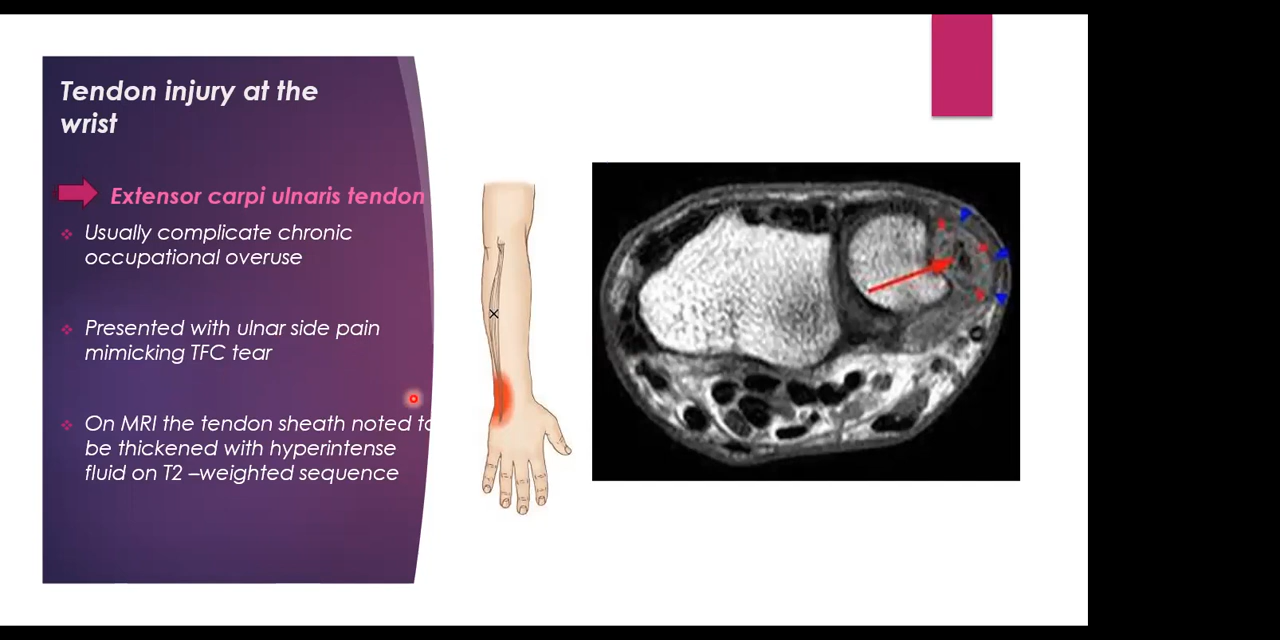 Tendon injury at the
wrist
Extensor carpi ulnaris tendon
Usually complicate chronic
occupational overuse
Presented with ulnar side pain
mimicking TFC tear
On MRI the tendon sheath noted to
be thickened with hyperintense
fluid on T2 –weighted sequence